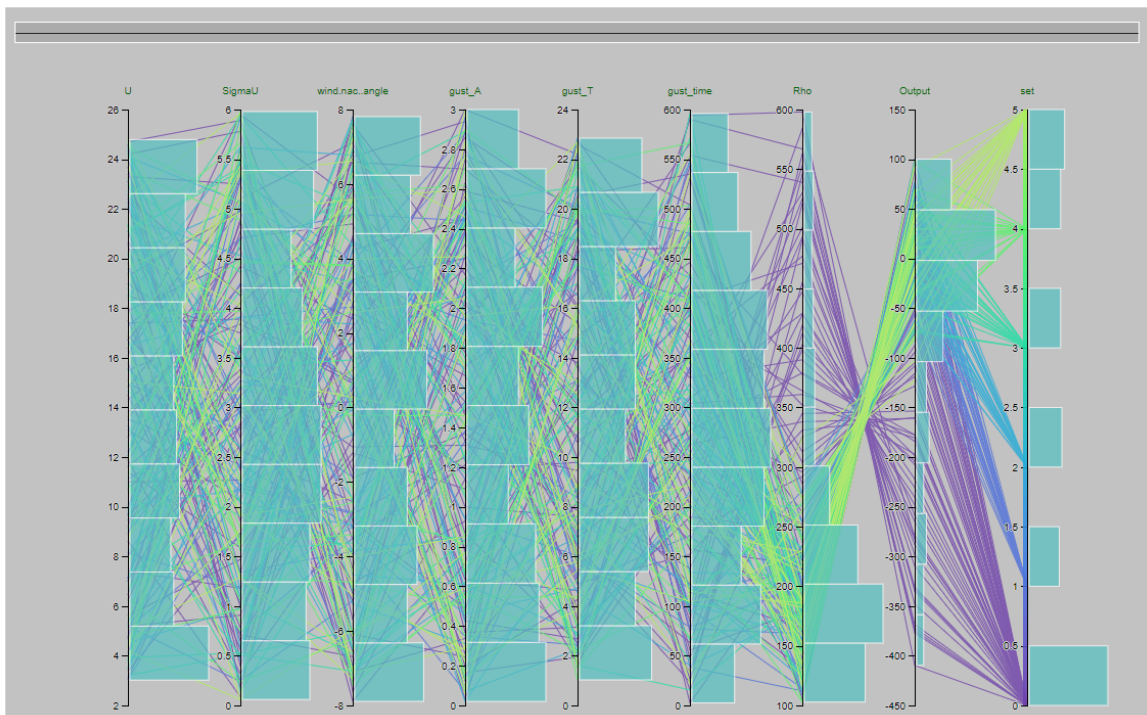 U SigmaU wind.nac..angle gust_A gust_T gust_time Rho Output set
26 6 8 3 24 600 600 150 5
24 5.5 6 2.8 22 550 550 100 4.5
22 5 4 2.6 20 500 500 50 4
20 4.5 2 2.4 18 450 450 0 3.5
18 4 0 2.2 16 400 400 -50 3
16 3.5 -2 2 14 350 350 -100 2.5
14 3 -4 1.8 12 300 300 -150 2
12 2.5 -6 1.6 10 250 250 -200 1.5
10 2 -8 1.4 8 200 200 -250 1
8 1.5 1.2 6 150 150 -300 0.5
6 1 1 4 100 100 -350 0
4 0.5 0.8 2 50 -400
2 0 0.6 0 0 -450
0.4
0.2
0